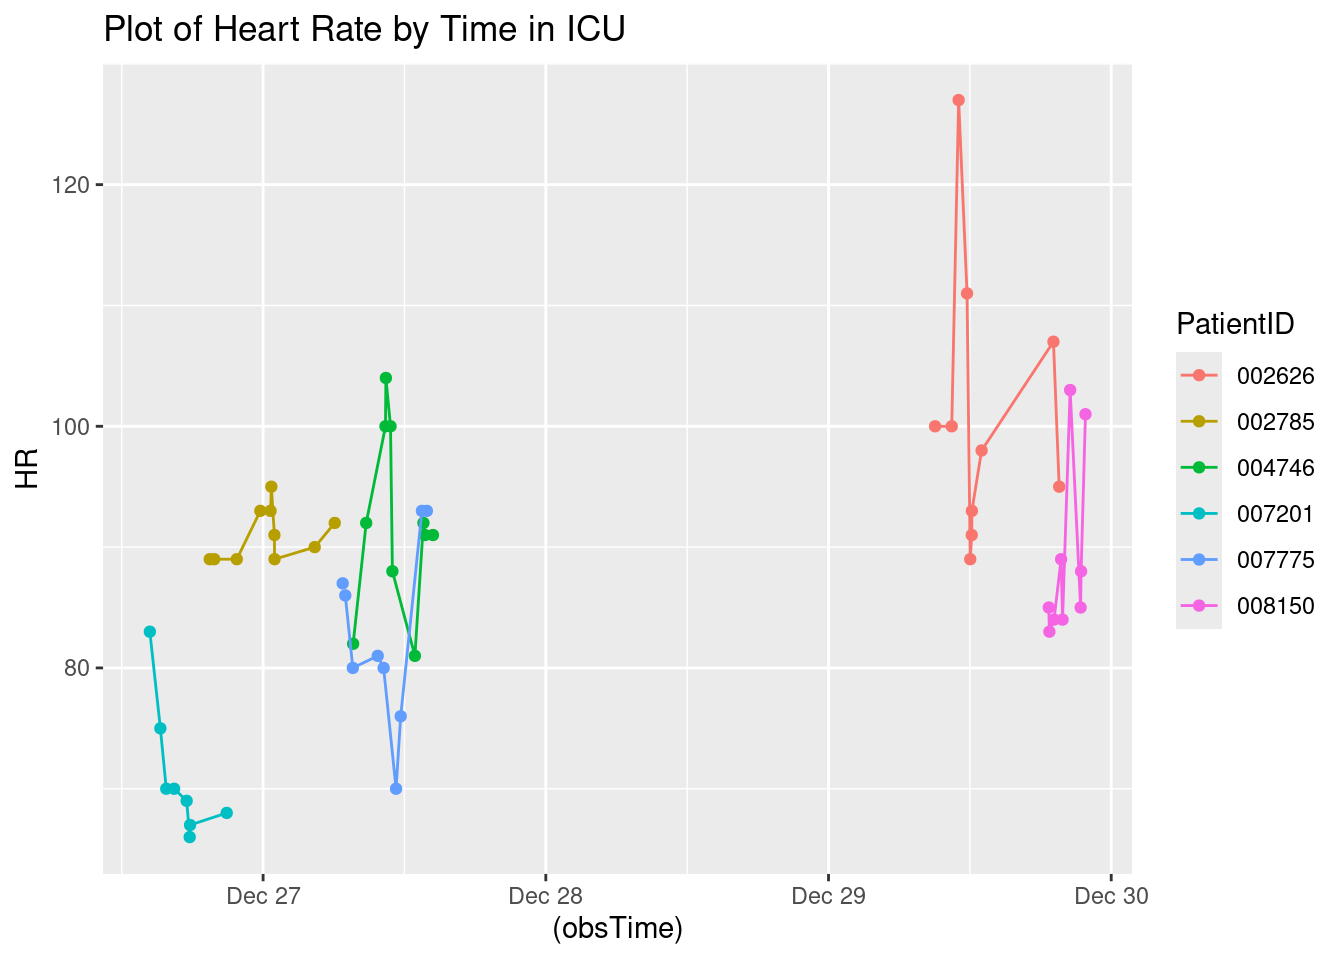 Plot of Heart Rate by Time in ICU
120
100
80
HR
Dec 27
Dec 28
Dec 29
Dec 30
(obsTime)
PatientID
002626
002785
004746
007201
007775
008150